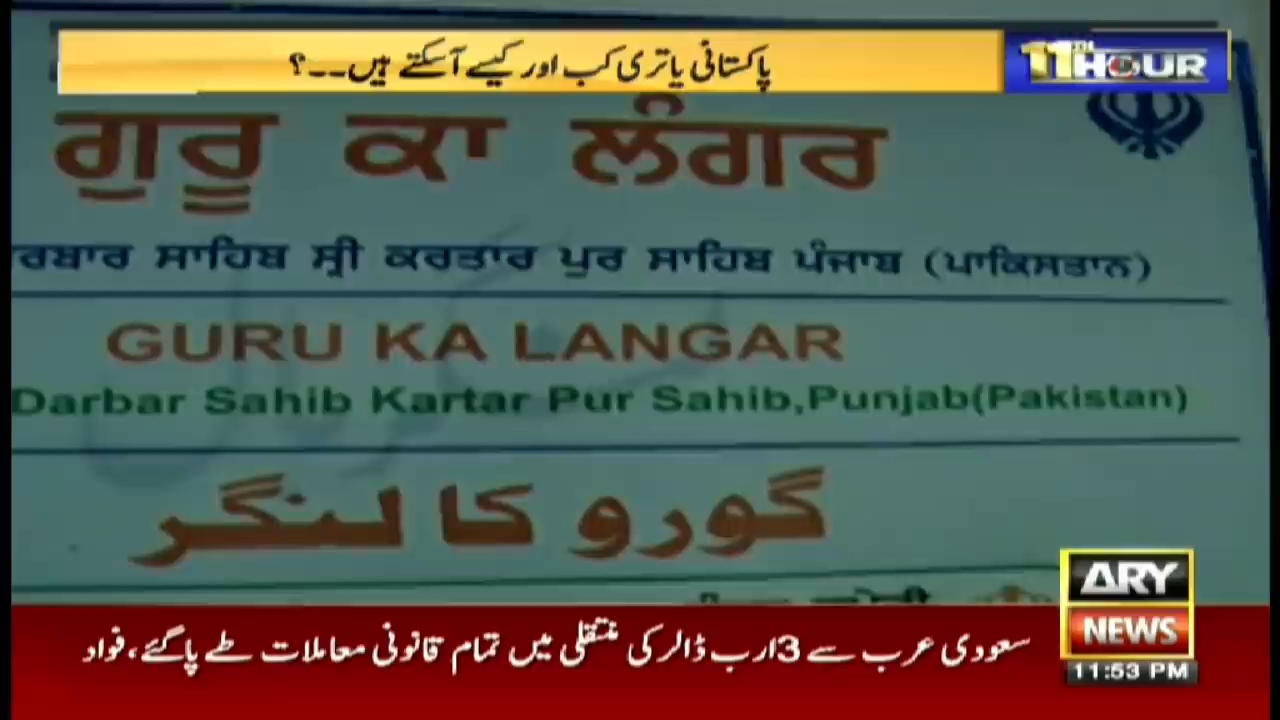 پاکستانی یاتری کب اور کیسے آسکتے ہیں۔۔۔؟
11TH HOUR
ਗੁਰੂ ਕਾ ਲੰਗਰ
ਰਬਾਰ ਸਾਹਿਬ ਸ੍ਰੀ ਕਰਤਾਰ ਪੁਰ ਸਾਹਿਬ ਪੰਜਾਬ (ਪਾਕਿਸਤਾਨ)
GURU KA LANGAR
Darbar Sahib Kartar Pur Sahib,Punjab(Pakistan)
گورو کا لنگر
ARY
NEWS
سعودی عرب سے 3ارب ڈالر کی منتقلی میں تمام قانونی معاملات طے پاگئے،فواد
11:53 PM